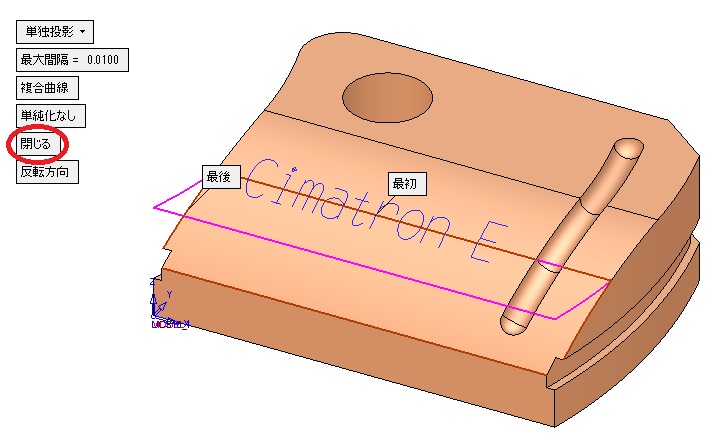 単独投影
最大間隔 = 0.0100
複合曲線
単純化なし
閉じる
反転方向
最後
最初
Cimatron E
Z
Y